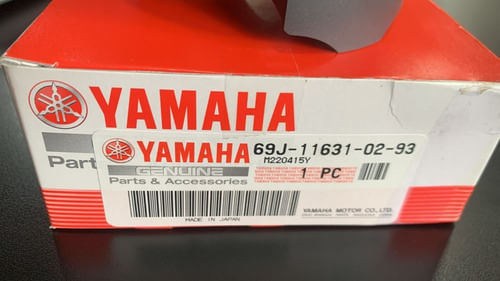 YAMAHA
Part
YAMAHA
GENUINE
Parts & Accessories
69J-11631-02-93
M220415Y
1 PC
MADE IN JAPAN
YAMAHA MOTOR CO., LTD.